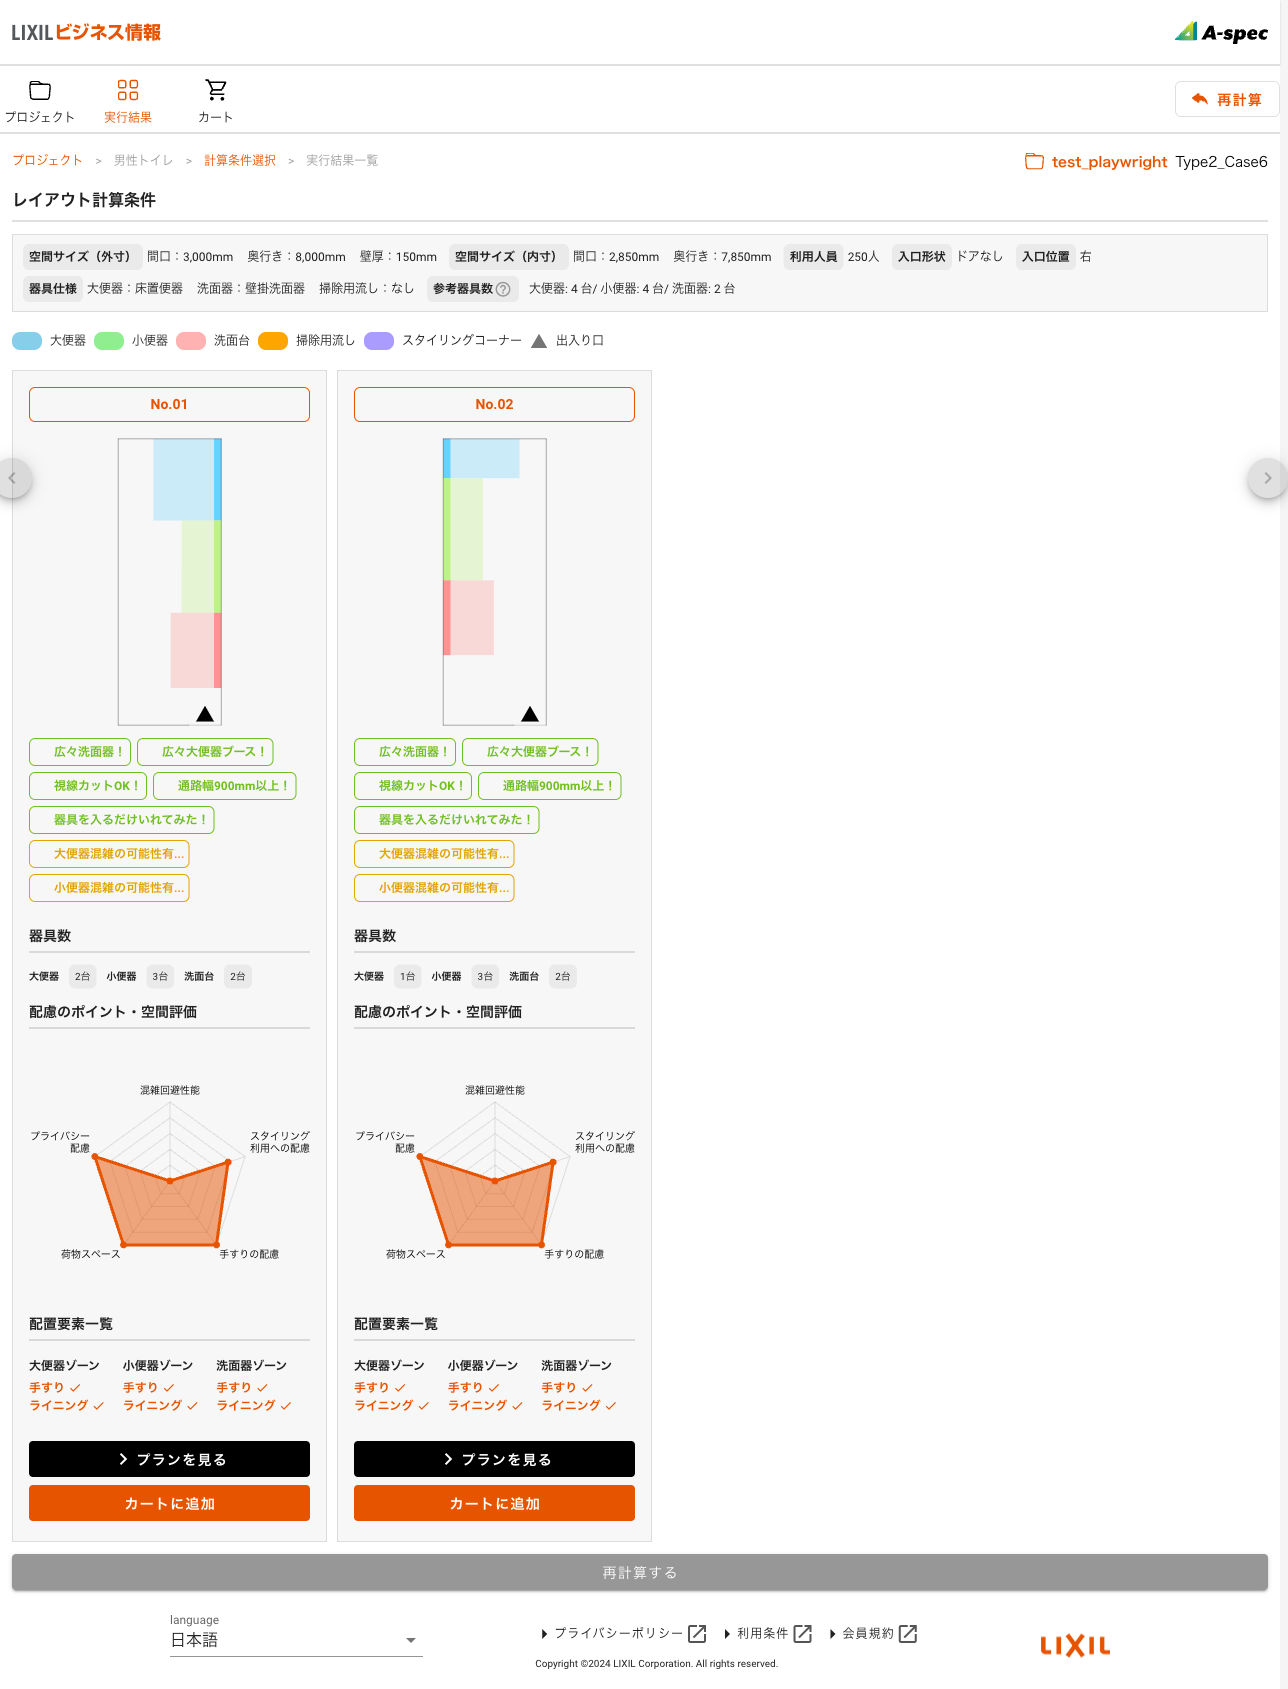 LIXILビジネス情報
A-spec
プロジェクト
実行結果
カート
再計算
プロジェクト > 男性トイレ > 計算条件選択 > 実行結果一覧
test_playwright Type2_Case6
レイアウト計算条件
空間サイズ（外寸） 間口：3,000mm 奥行き：8,000mm 壁厚：150mm 空間サイズ（内寸） 間口：2,850mm 奥行き：7,850mm 利用人員 250人 入口形状 ドアなし 入口位置 右
器具仕様 大便器：床置便器 洗面器：壁掛洗面器 掃除用流し：なし 参考器具数 大便器: 4 台/ 小便器: 4 台/ 洗面器: 2 台
大便器 小便器 洗面台 掃除用流し スタイリングコーナー 出入り口
No.01
広々洗面器！ 広々大便器ブース！
視線カットOK！ 通路幅900mm以上！
器具を入るだけいれてみた！
大便器混雑の可能性有...
小便器混雑の可能性有...
器具数
大便器 2台 小便器 3台 洗面台 2台
配慮のポイント・空間評価
混雑回避性能
プライバシー
配慮
スタイリング
利用への配慮
荷物スペース
手すりの配慮
配置要素一覧
大便器ゾーン 小便器ゾーン 洗面器ゾーン
手すり 手すり 手すり
ライニング ライニング ライニング
プランを見る
カートに追加
No.02
広々洗面器！ 広々大便器ブース！
視線カットOK！ 通路幅900mm以上！
器具を入るだけいれてみた！
大便器混雑の可能性有...
小便器混雑の可能性有...
器具数
大便器 1台 小便器 3台 洗面台 2台
配慮のポイント・空間評価
混雑回避性能
プライバシー
配慮
スタイリング
利用への配慮
荷物スペース
手すりの配慮
配置要素一覧
大便器ゾーン 小便器ゾーン 洗面器ゾーン
手すり 手すり 手すり
ライニング ライニング ライニング
プランを見る
カートに追加
再計算する
language
日本語
プライバシーポリシー 利用条件 会員規約
Copyright ©2024 LIXIL Corporation. All rights reserved.
LIXIL